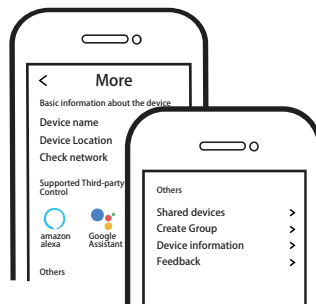 < More
Basic information about the device
Device name
Device Location
Check network
Supported Third-party
Control
amazon
alexa
Google
Assistant
Others
Others
Shared devices >
Create Group >
Device information >
Feedback >